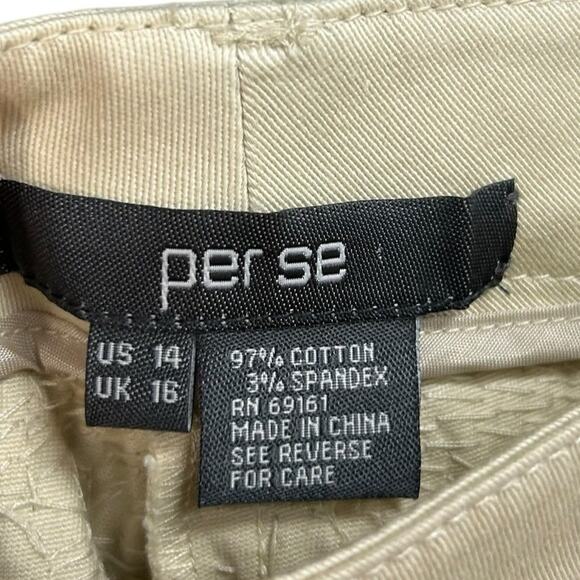 per se
US 14
UK 16
97% COTTON
3% SPANDEX
RN 69161
MADE IN CHINA
SEE REVERSE
FOR CARE